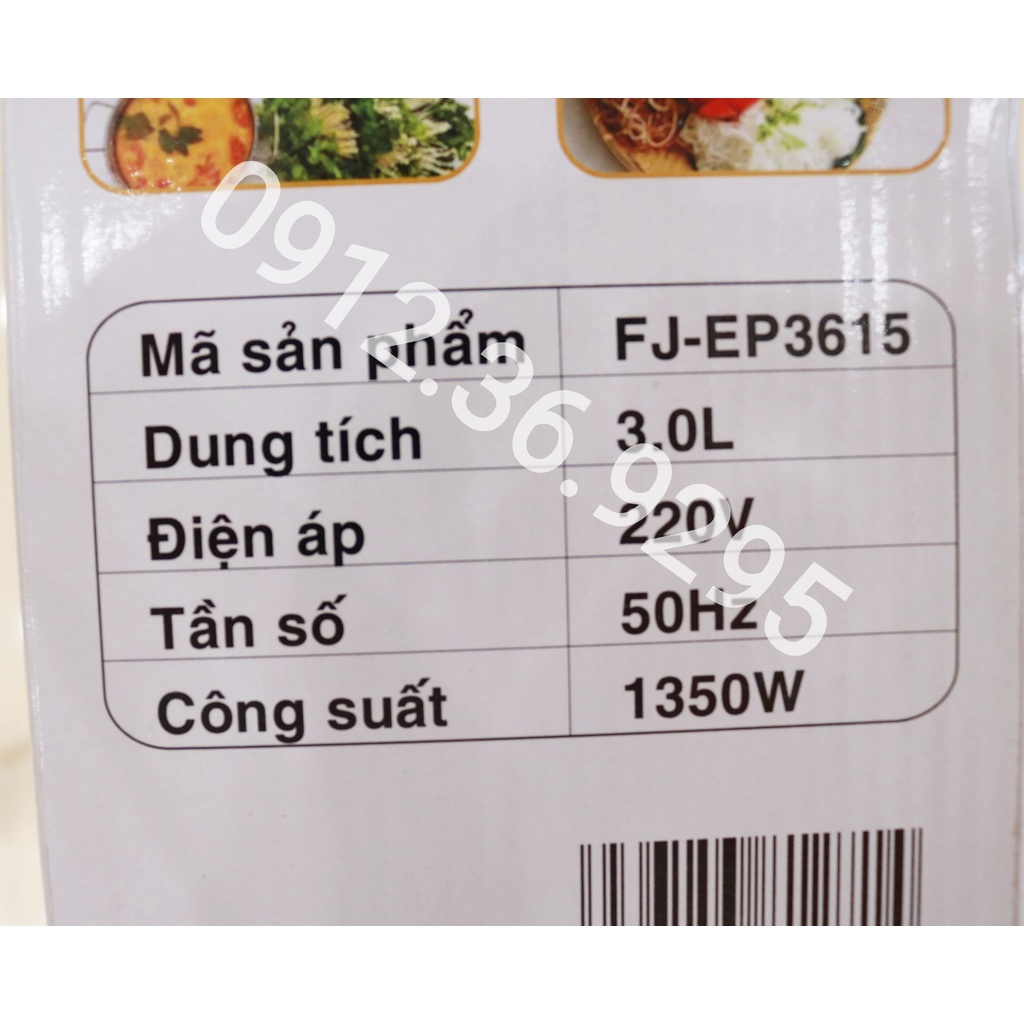 Mã sản phẩm FJ-EP3615
Dung tích 3.0L
Điện áp 220V
Tần số 50Hz
Công suất 1350W
0912.36.9295